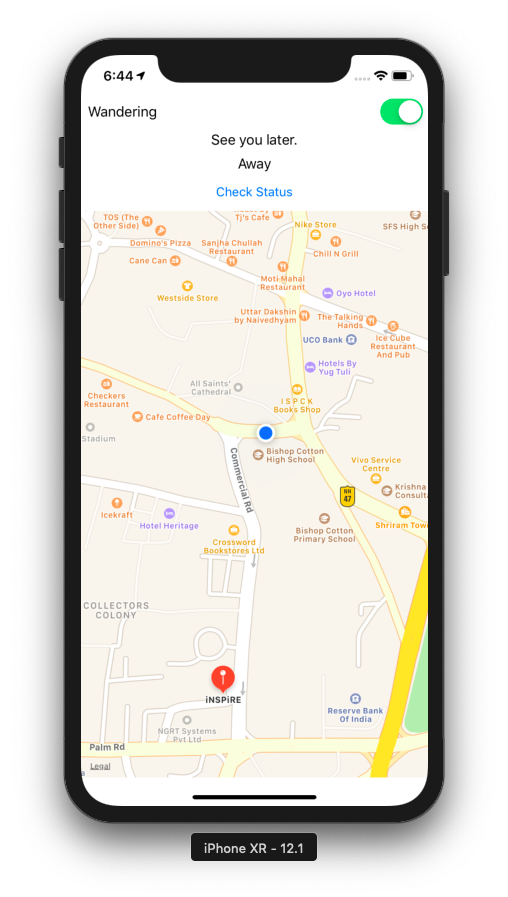 6:44
Wandering
See you later.
Away
Check Status
Tj's Cafe
TOS (The
Other Side)
Nike Store
SFS High S
Domino's Pizza
Sanjha Chullah
Restaurant
Chill N Grill
Cane Can
Moti Mahal
Restaurant
Westside Store
Oyo Hotel
Uttar Dakshin
by Naivedhyam
The Talking
Hands
UCO Bank
Ice Cube
Restaurant
And Pub
Hotels By
Yug Tuli
All Saints'
Cathedral
Checkers
Restaurant
I S P C K
Books Shop
Cafe Coffee Day
Stadium
Commercial Rd
Bishop Cotton
High School
Vivo Service
Centre
NH
47
Krishna
Consulta
Icekraft
Hotel Heritage
Shriram Tow
Bishop Cotton
Primary School
Crossword
Bookstores Ltd
COLLECTORS
COLONY
iNSPiRE
Reserve Bank
Of India
NGRT Systems
Pvt Ltd
Palm Rd
Legal
iPhone XR - 12.1